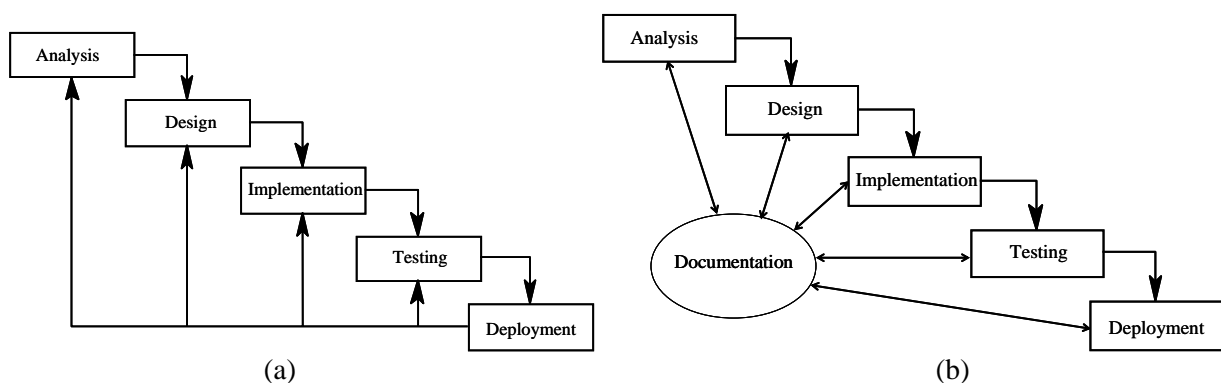 Analysis
Design
Implementation
Testing
Deployment
(a)
Analysis
Design
Implementation
Testing
Documentation
Deployment
(b)